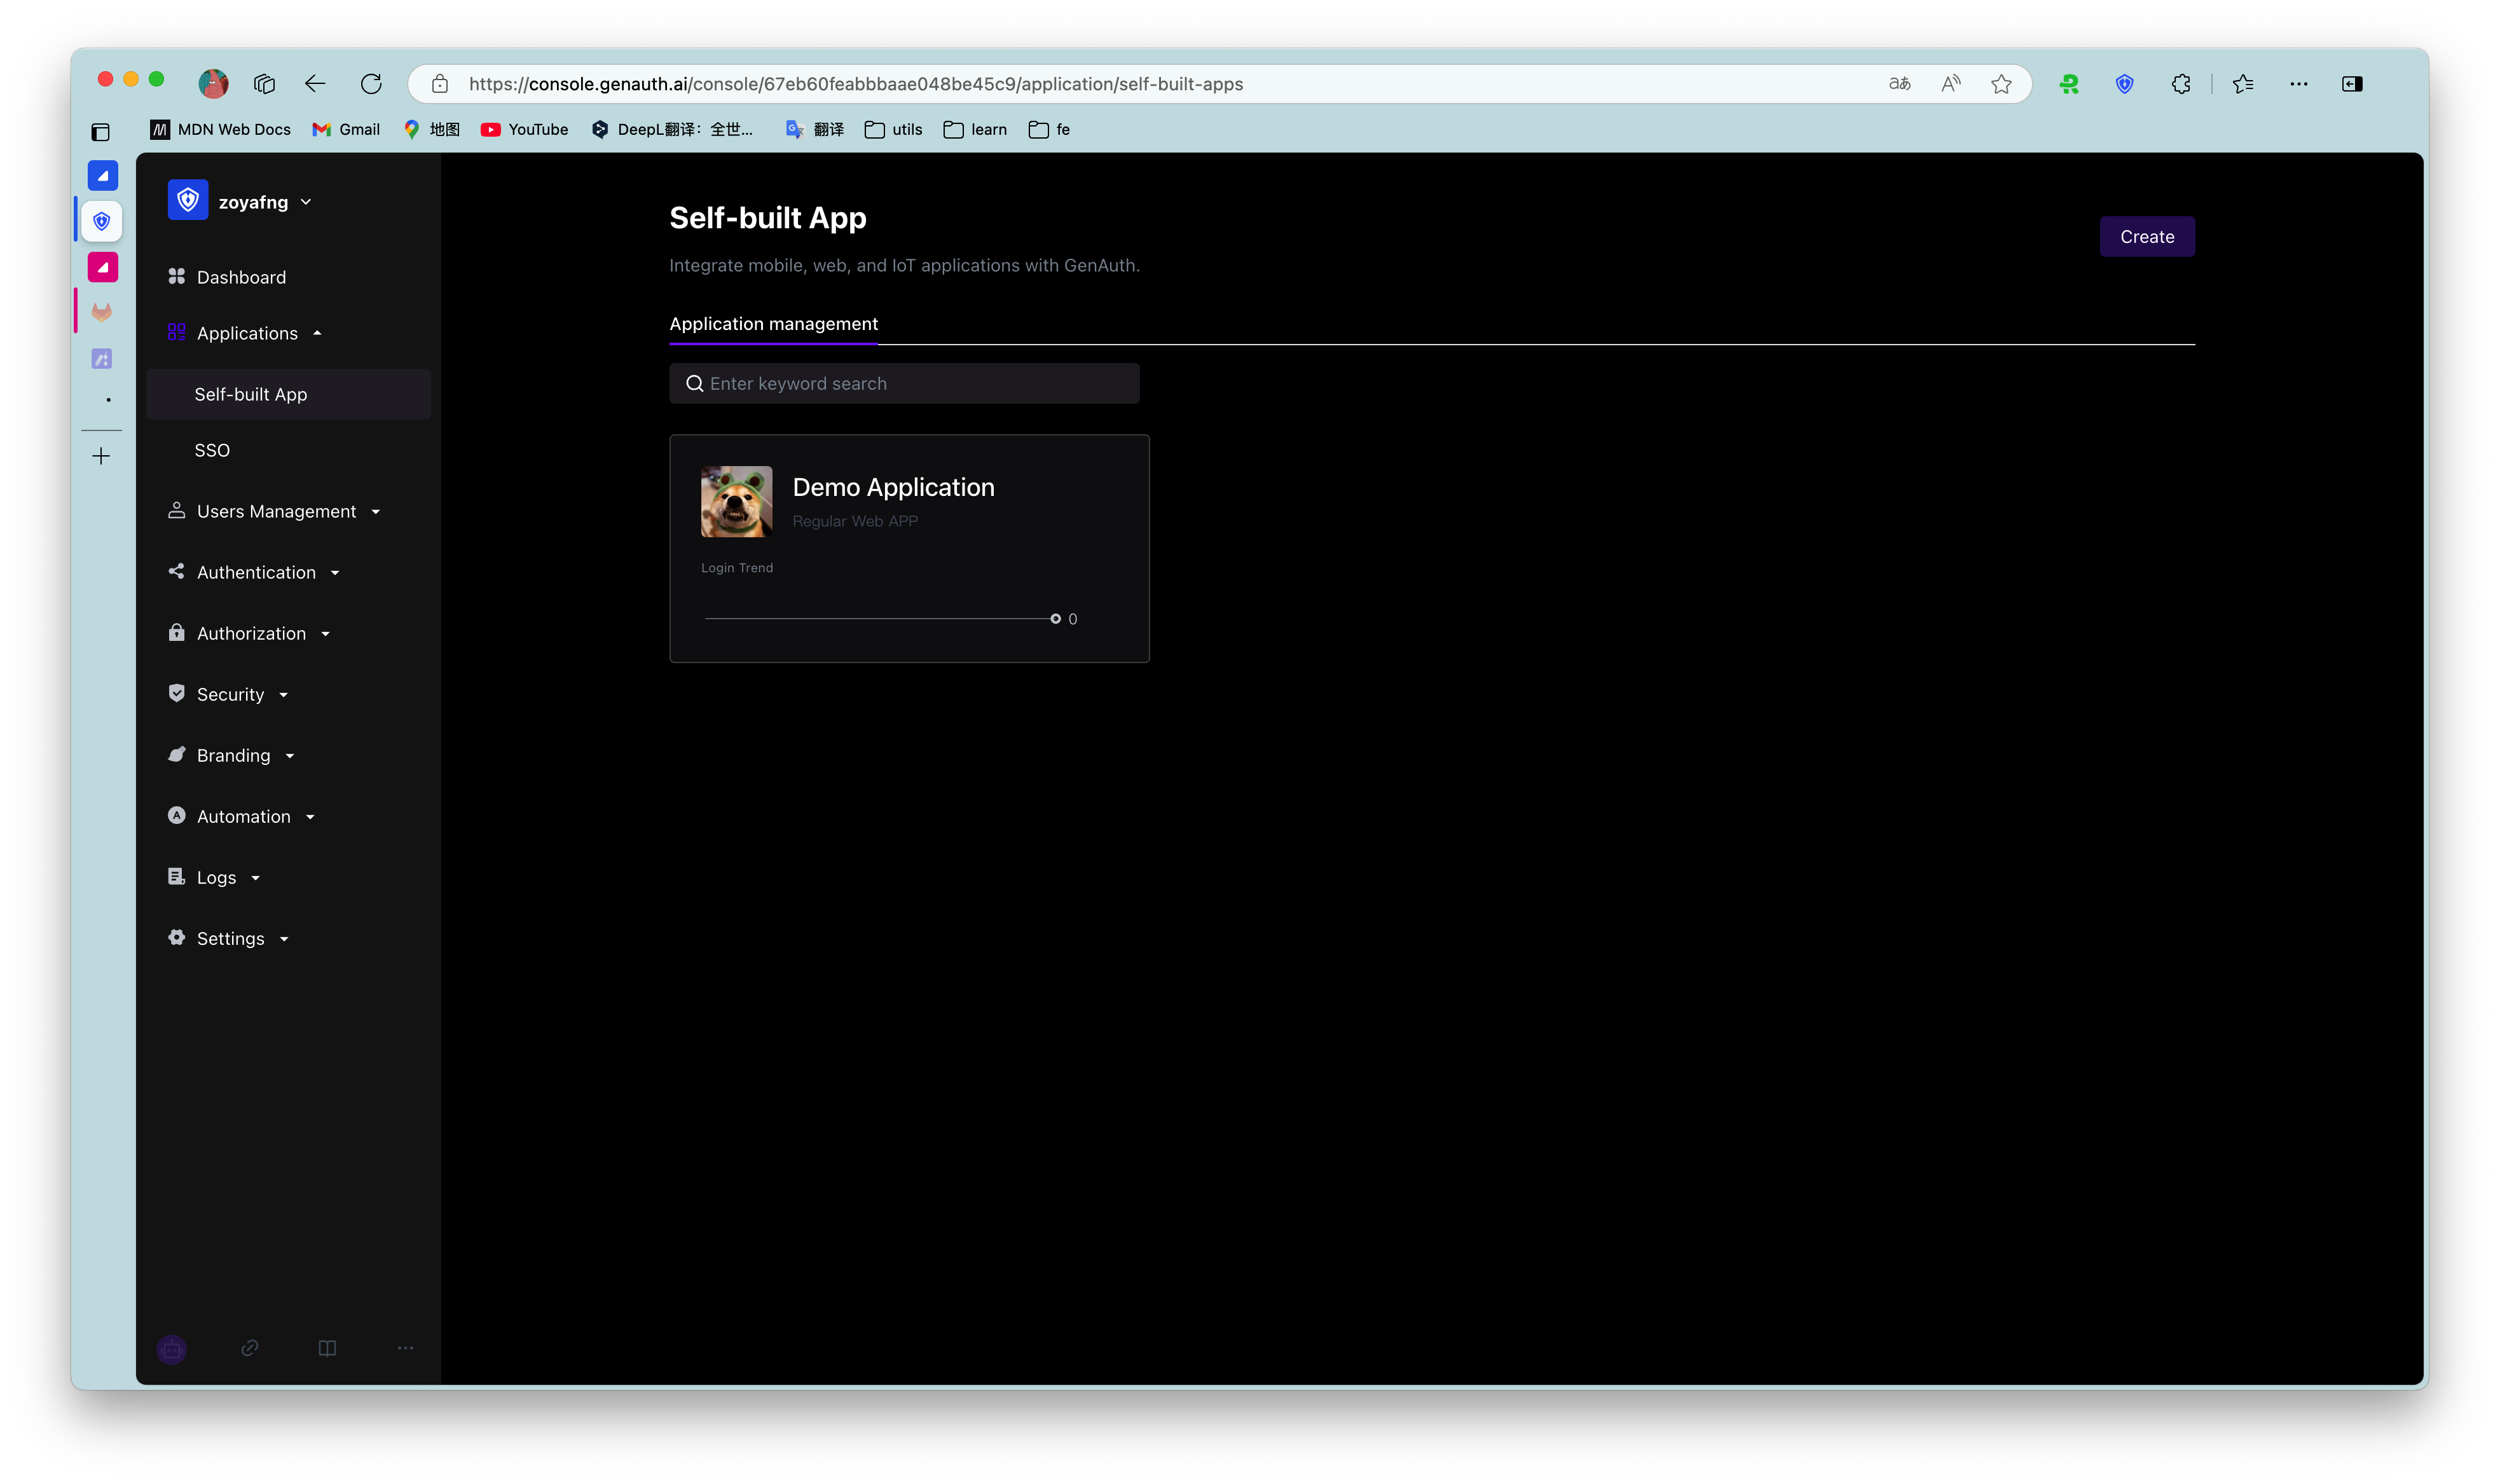 https://console.genauth.ai/console/67eb60feabbbaae048be45c9/application/self-built-apps
MDN Web Docs
Gmail
地图
YouTube
DeepL翻译：全世...
翻译
utils
learn
fe
zoyafng
Dashboard
Applications
Self-built App
SSO
Users Management
Authentication
Authorization
Security
Branding
Automation
Logs
Settings
Self-built App
Create
Integrate mobile, web, and IoT applications with GenAuth.
Application management
Enter keyword search
Demo Application
Regular Web APP
Login Trend
0